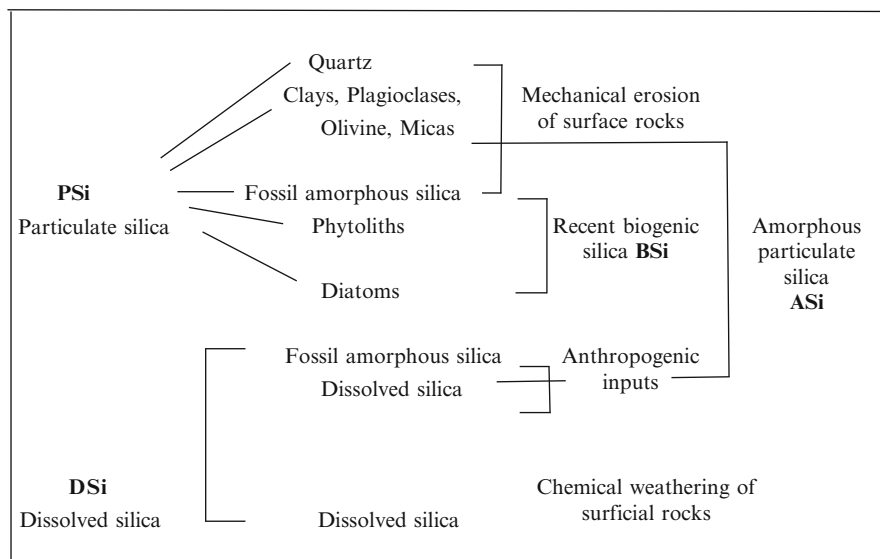 Quartz
Clays, Plagioclases,
Olivine, Micas
Mechanical erosion
of surface rocks
PSi
Particulate silica
Fossil amorphous silica
Phytoliths
Diatoms
Recent biogenic
silica BSi
Amorphous
particulate
silica
ASi
Fossil amorphous silica
Dissolved silica
Anthropogenic
inputs
DSi
Dissolved silica
Dissolved silica
Chemical weathering of
surficial rocks